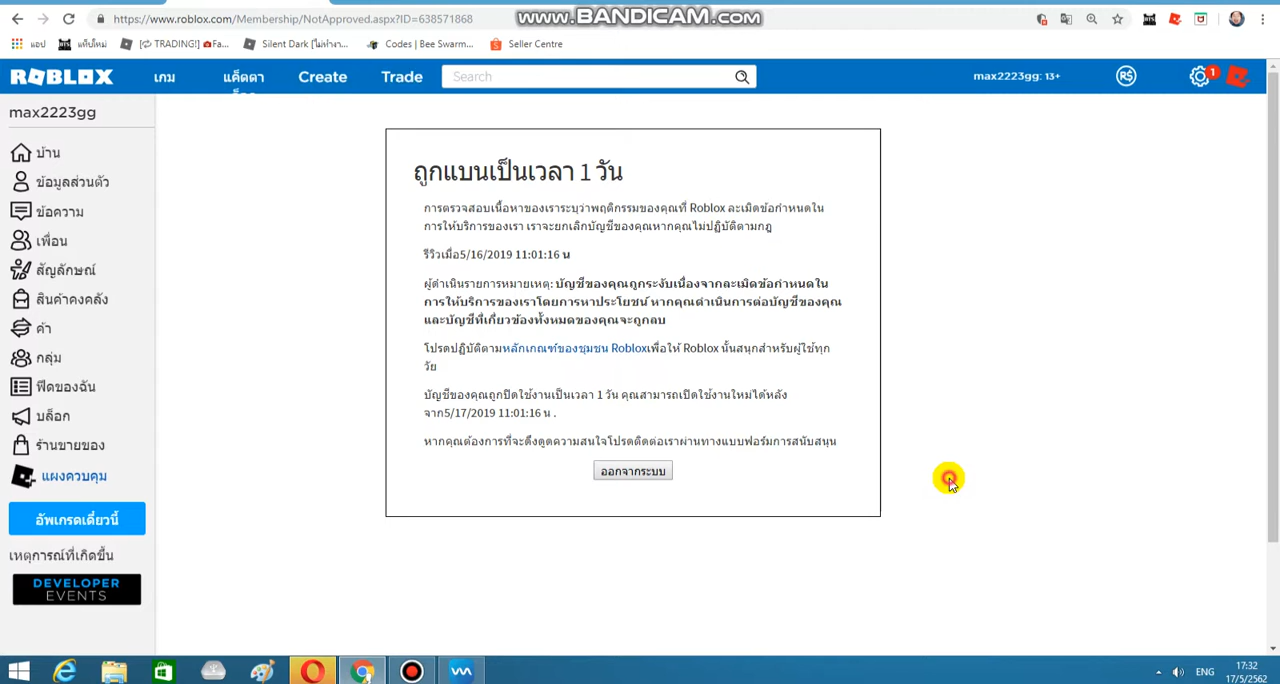 https://www.roblox.com/Membership/NotApproved.aspx?ID=638571868
www.BANDICAM.com
แอป
แท็บใหม่
[🔁 TRADING!] 📷Fa...
Silent Dark [ไม่ทำงา...
Codes | Bee Swarm...
Seller Centre
ROBLOX
เกม
แค็ตตา
Create
Trade
Search
max2223gg: 13+
R$
1
max2223gg
บ้าน
ข้อมูลส่วนตัว
ข้อความ
เพื่อน
สัญลักษณ์
สินค้าคงคลัง
ค้า
กลุ่ม
ฟีดของฉัน
บล็อก
ร้านขายของ
แผงควบคุม
อัพเกรดเดี๋ยวนี้
เหตุการณ์ที่เกิดขึ้น
DEVELOPER
EVENTS
ถูกแบนเป็นเวลา 1 วัน
การตรวจสอบเนื้อหาของเราระบุว่าพฤติกรรมของคุณที่ Roblox ละเมิดข้อกำหนดใน
การให้บริการของเรา เราจะยกเลิกบัญชีของคุณหากคุณไม่ปฏิบัติตามกฎ
รีวิวเมื่อ5/16/2019 11:01:16 น
ผู้ดำเนินรายการหมายเหตุ: บัญชีของคุณถูกระงับเนื่องจากละเมิดข้อกำหนดใน
การให้บริการของเราโดยการหาประโยชน์ หากคุณดำเนินการต่อบัญชีของคุณ
และบัญชีที่เกี่ยวข้องทั้งหมดของคุณจะถูกลบ
โปรดปฏิบัติตามหลักเกณฑ์ของชุมชน Robloxเพื่อให้ Roblox นั้นสนุกสำหรับผู้ใช้ทุก
วัย
บัญชีของคุณถูกปิดใช้งานเป็นเวลา 1 วัน คุณสามารถเปิดใช้งานใหม่ได้หลัง
จาก5/17/2019 11:01:16 น .
หากคุณต้องการที่จะดึงดูดความสนใจโปรดติดต่อเราผ่านทางแบบฟอร์มการสนับสนุน
ออกจากระบบ
ENG
17:32
17/5/2562